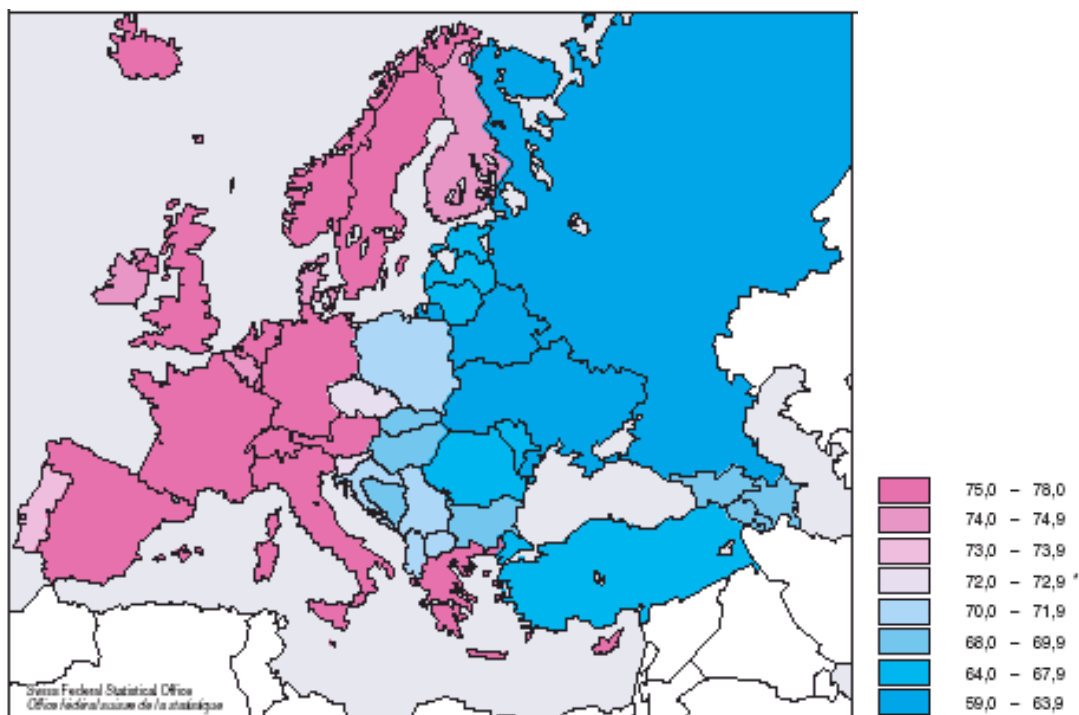 75,0 – 78,0
74,0 – 74,9
73,0 – 73,9
72,0 – 72,9 *
70,0 – 71,9
68,0 – 69,9
64,0 – 67,9
59,0 – 63,9
Swiss Federal Statistical Office
Office fédéral suisse de la statistique